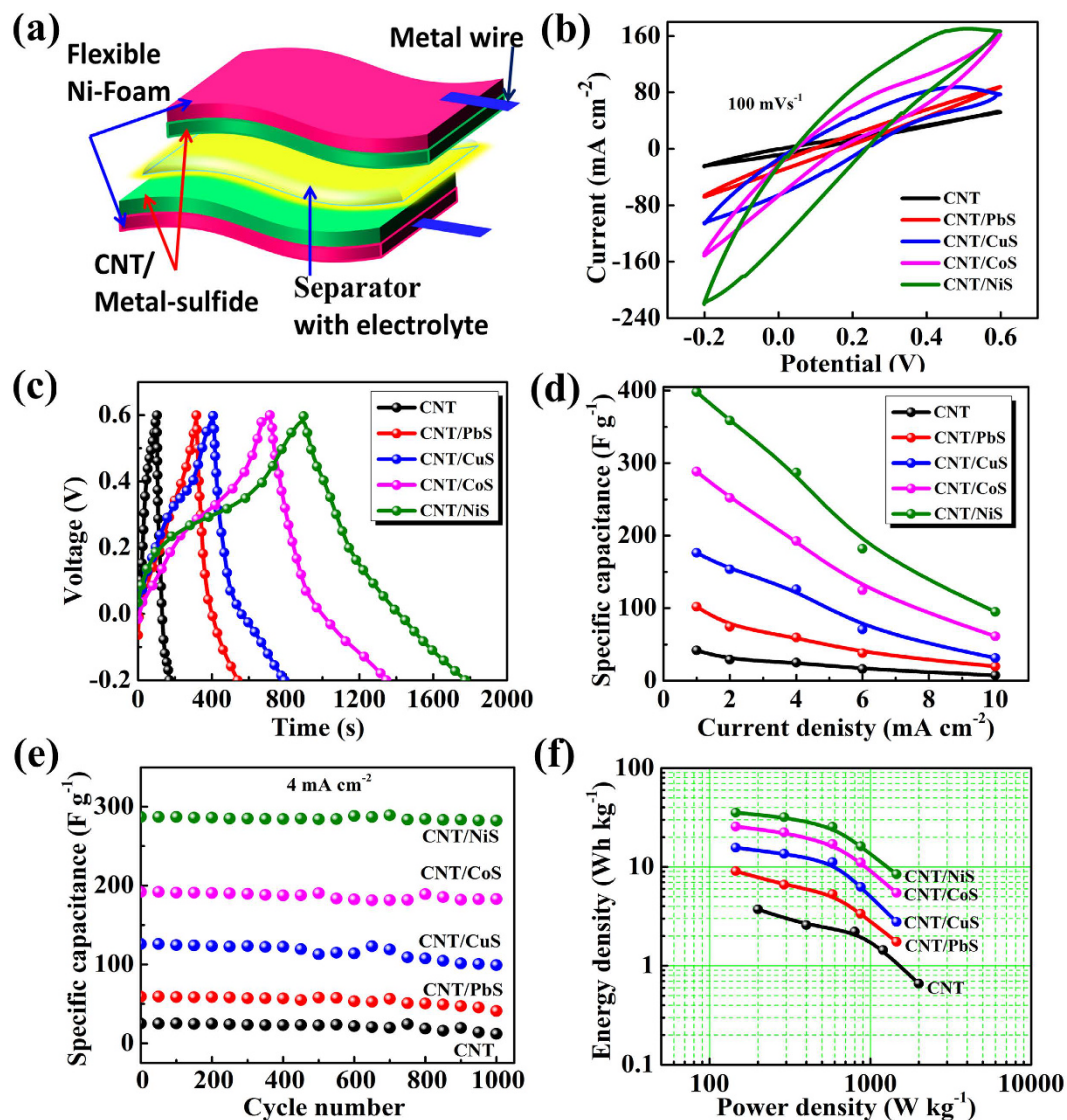 (a)
Flexible
Ni-Foam
Metal wire
CNT/
Metal-sulfide
Separator
with electrolyte
(b)
160
80
0
-80
-160
-240
Current (mA cm⁻²)
100 mVs⁻¹
CNT
CNT/PbS
CNT/CuS
CNT/CoS
CNT/NiS
-0.2
0.0
0.2
0.4
0.6
Potential (V)
(c)
0.6
0.4
0.2
0.0
-0.2
Voltage (V)
CNT
CNT/PbS
CNT/CuS
CNT/CoS
CNT/NiS
0
400
800
1200
1600
2000
Time (s)
(d)
400
300
200
100
0
Specific capacitance (F g⁻¹)
CNT
CNT/PbS
CNT/CuS
CNT/CoS
CNT/NiS
0
2
4
6
8
10
Current denisty (mA cm⁻²)
(e)
300
200
100
0
Specific capacitance (F g⁻¹)
4 mA cm⁻²
CNT/NiS
CNT/CoS
CNT/CuS
CNT/PbS
CNT
0
200
400
600
800
1000
Cycle number
(f)
100
10
1
0.1
Energy density (Wh kg⁻¹)
CNT/NiS
CNT/CoS
CNT/CuS
CNT/PbS
CNT
100
1000
10000
Power density (W kg⁻¹)